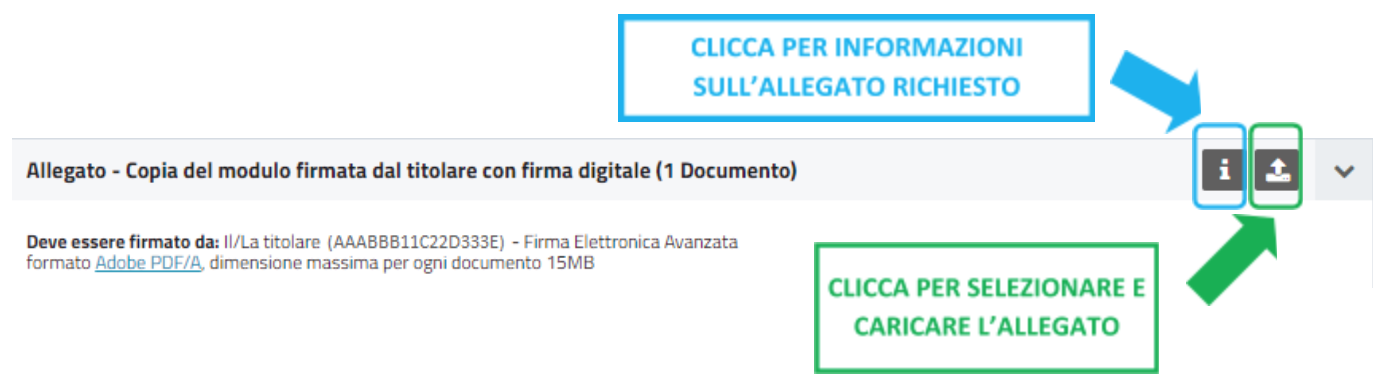 CLICCA PER INFORMAZIONI
SULL'ALLEGATO RICHIESTO
Allegato - Copia del modulo firmata dal titolare con firma digitale (1 Documento)
i
Deve essere firmato da: Il/La titolare (AAABBB11C22D333E) - Firma Elettronica Avanzata
formato Adobe PDF/A, dimensione massima per ogni documento 15MB
CLICCA PER SELEZIONARE E
CARICARE L'ALLEGATO